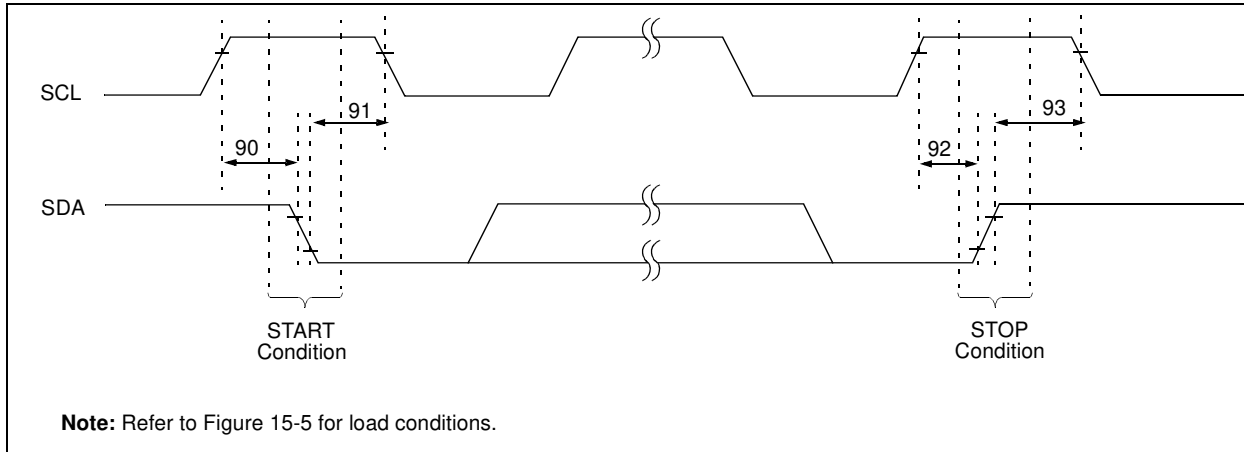 SCL
91
93
90
92
SDA
START
Condition
STOP
Condition
Note: Refer to Figure 15-5 for load conditions.